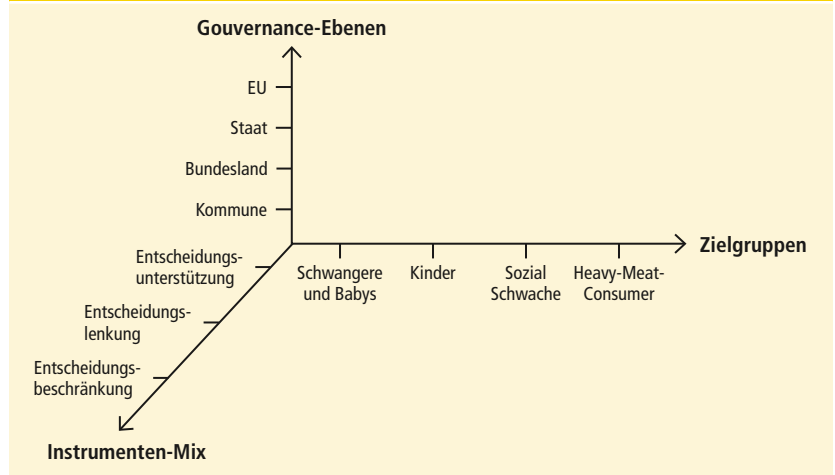 Gouvernance-Ebenen
EU
Staat
Bundesland
Kommune
Zielgruppen
Entscheidungs-
unterstützung
Schwangere
und Babys
Kinder
Sozial
Schwache
Heavy-Meat-
Consumer
Entscheidungs-
lenkung
Entscheidungs-
beschränkung
Instrumenten-Mix